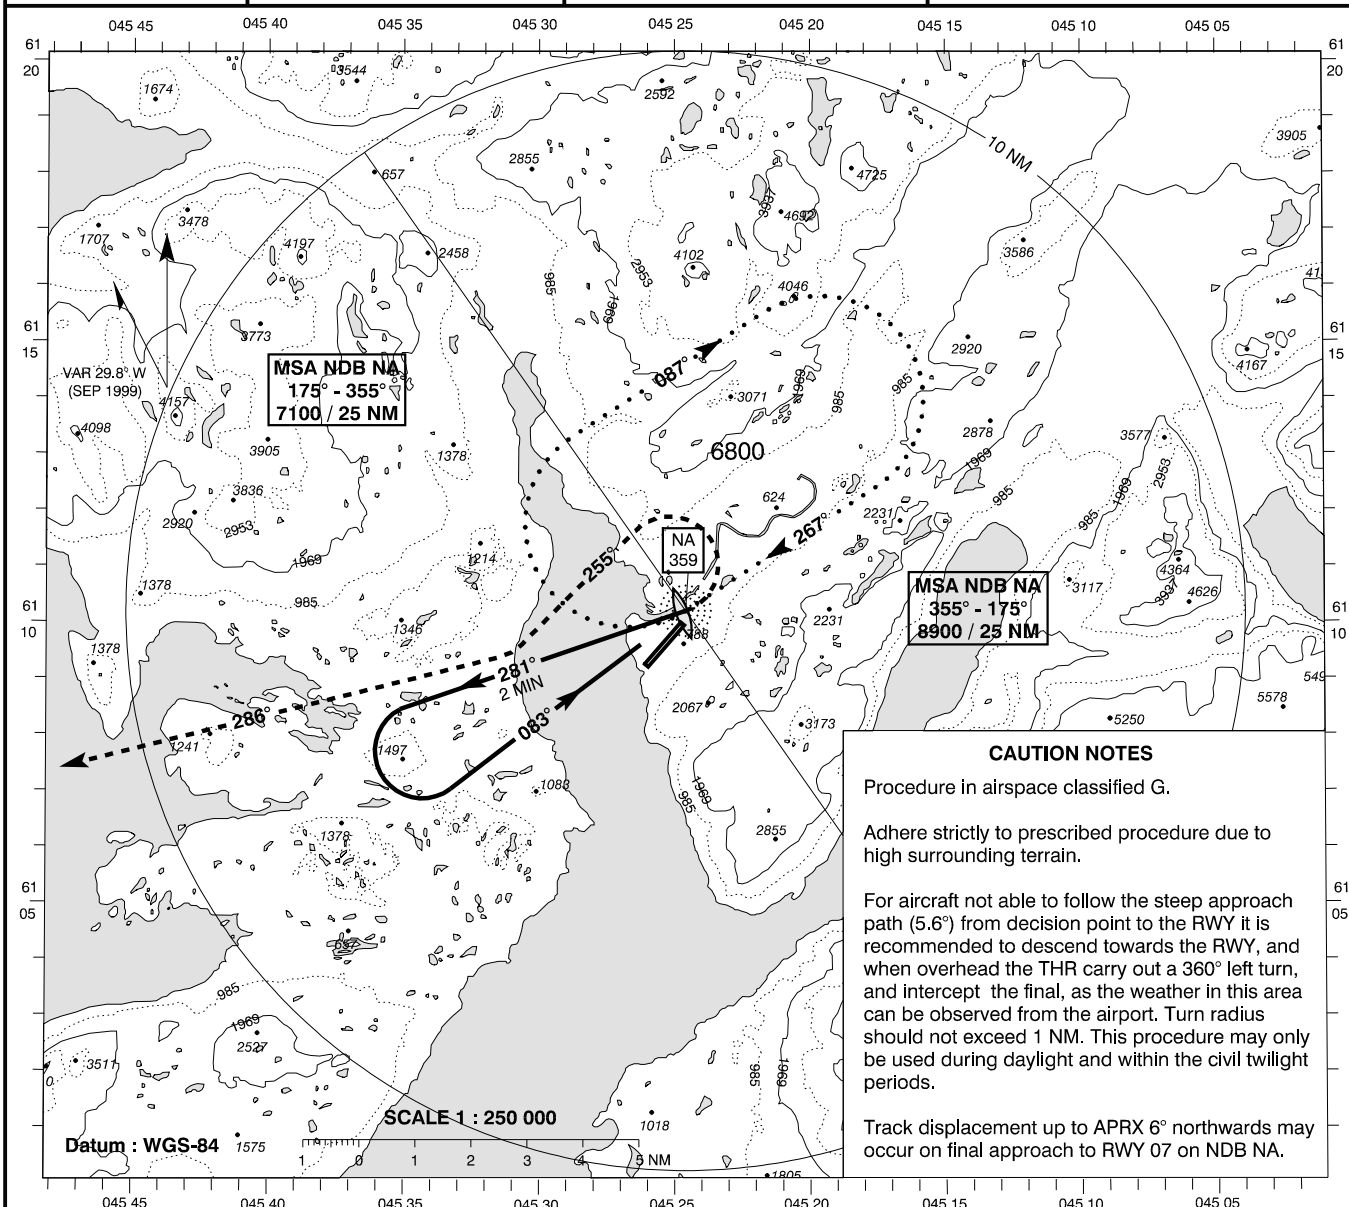 045 45 045 40 045 35 045 30 045 25 045 20 045 15 045 10 045 05
61 61
20 20
3544
1674
2592
3905
10 NM
2855
657
4725
3937
4692
3478
1707
4197
2458
3586
4102
985
2953
1969
4046
61 61
15 15
3773
2920
087°
VAR 29.8° W
(SEP 1999)
MSA NDB NA
175° - 355°
7100 / 25 NM
4167
985
1969
985
3071
4157
4098
3905
1378
6800
2878
1969
3577
2953
1969
985
985
3836
2920
2953
624
2231
267°
NA
359
255°
1969
1214
1378
985
4364
3117
3937
4626
MSA NDB NA
355° - 175°
8900 / 25 NM
2231
61 61
10 10
1346
1378
281°
2 MIN
2067
083°
286°
1241
1497
3173
5578
5250
549
1083
1969
985
2855
1378
CAUTION NOTES
Procedure in airspace classified G.
Adhere strictly to prescribed procedure due to
high surrounding terrain.
For aircraft not able to follow the steep approach
path (5.6°) from decision point to the RWY it is
recommended to descend towards the RWY, and
when overhead the THR carry out a 360° left turn,
and intercept the final, as the weather in this area
can be observed from the airport. Turn radius
should not exceed 1 NM. This procedure may only
be used during daylight and within the civil twilight
periods.
Track displacement up to APRX 6° northwards may
occur on final approach to RWY 07 on NDB NA.
61 61
05 05
985
1969
2527
3511
985
1969
1018
1575
1805
SCALE 1 : 250 000
Datum : WGS-84
1 0 1 2 3 4 5 NM
045 45 045 40 045 35 045 30 045 25 045 20 045 15 045 10 045 05